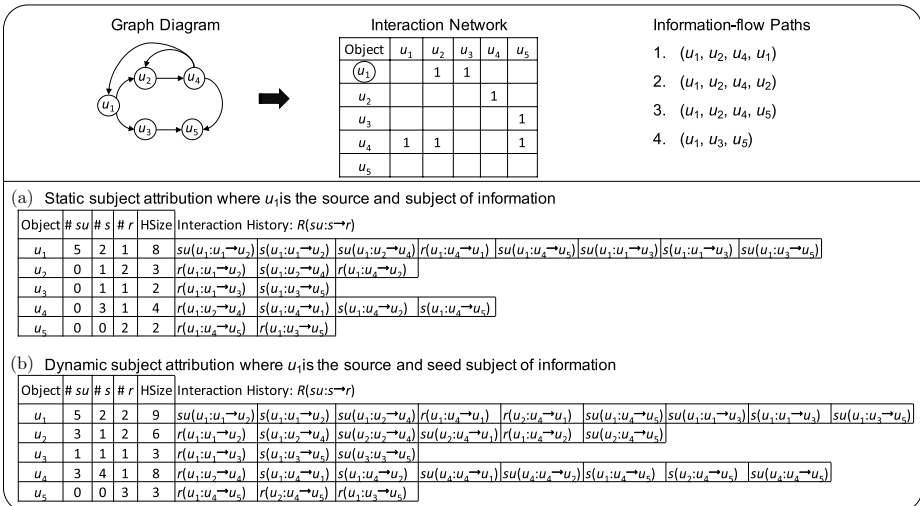 Graph Diagram
Interaction Network
Information-flow Paths
u1
u2
u3
u4
u5
Object u1 u2 u3 u4 u5
u1 1 1
u2 1
u3 1
u4 1 1 1
u5
1. (u1, u2, u4, u1)
2. (u1, u2, u4, u2)
3. (u1, u2, u4, u5)
4. (u1, u3, u5)
(a) Static subject attribution where u1is the source and subject of information
Object # su # s # r HSize Interaction History: R(su:s→r)
u1 5 2 1 8 su(u1:u1→u2) s(u1:u1→u2) su(u1:u2→u4) r(u1:u4→u1) su(u1:u4→u5) su(u1:u1→u3) s(u1:u1→u3) su(u1:u3→u5)
u2 0 1 2 3 r(u1:u1→u2) s(u1:u2→u4) r(u1:u4→u2)
u3 0 1 1 2 r(u1:u1→u3) s(u1:u3→u5)
u4 0 3 1 4 r(u1:u2→u4) s(u1:u4→u1) s(u1:u4→u2) s(u1:u4→u5)
u5 0 0 2 2 r(u1:u4→u5) r(u1:u3→u5)
(b) Dynamic subject attribution where u1is the source and seed subject of information
Object # su # s # r HSize Interaction History: R(su:s→r)
u1 5 2 2 9 su(u1:u1→u2) s(u1:u1→u2) su(u1:u2→u4) r(u1:u4→u1) r(u2:u4→u1) su(u1:u4→u5) su(u1:u1→u3) s(u1:u1→u3) su(u1:u3→u5)
u2 3 1 2 6 r(u1:u1→u2) s(u1:u2→u4) su(u2:u2→u4) su(u2:u4→u1) r(u1:u4→u2) su(u2:u4→u5)
u3 1 1 1 3 r(u1:u1→u3) s(u1:u3→u5) su(u3:u3→u5)
u4 3 4 1 8 r(u1:u2→u4) s(u1:u4→u1) s(u1:u4→u2) su(u4:u4→u1) su(u4:u4→u2) s(u1:u4→u5) s(u2:u4→u5) su(u4:u4→u5)
u5 0 0 3 3 r(u1:u4→u5) r(u2:u4→u5) r(u1:u3→u5)